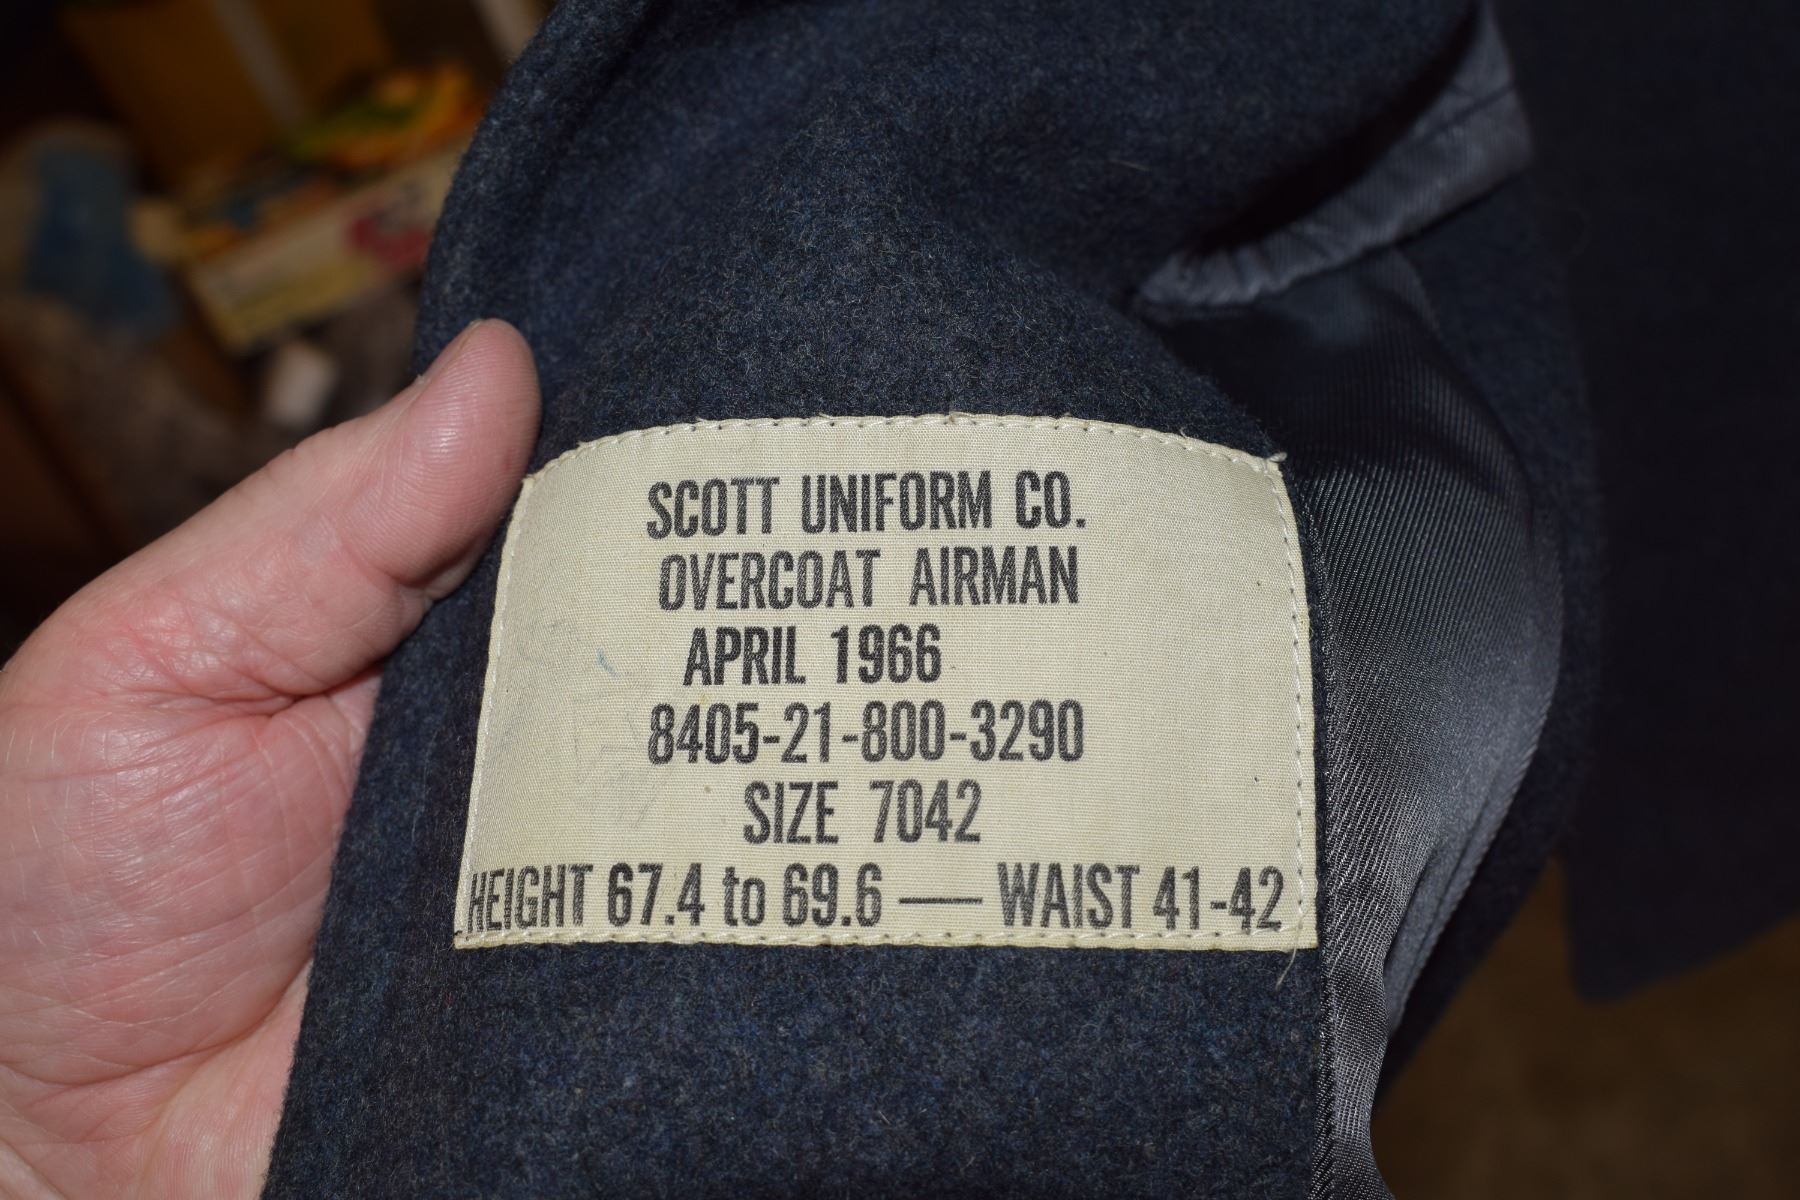 SCOTT UNIFORM CO.
OVERCOAT AIRMAN
APRIL 1966
8405-21-800-3290
SIZE 7042
HEIGHT 67.4 to 69.6 — WAIST 41-42